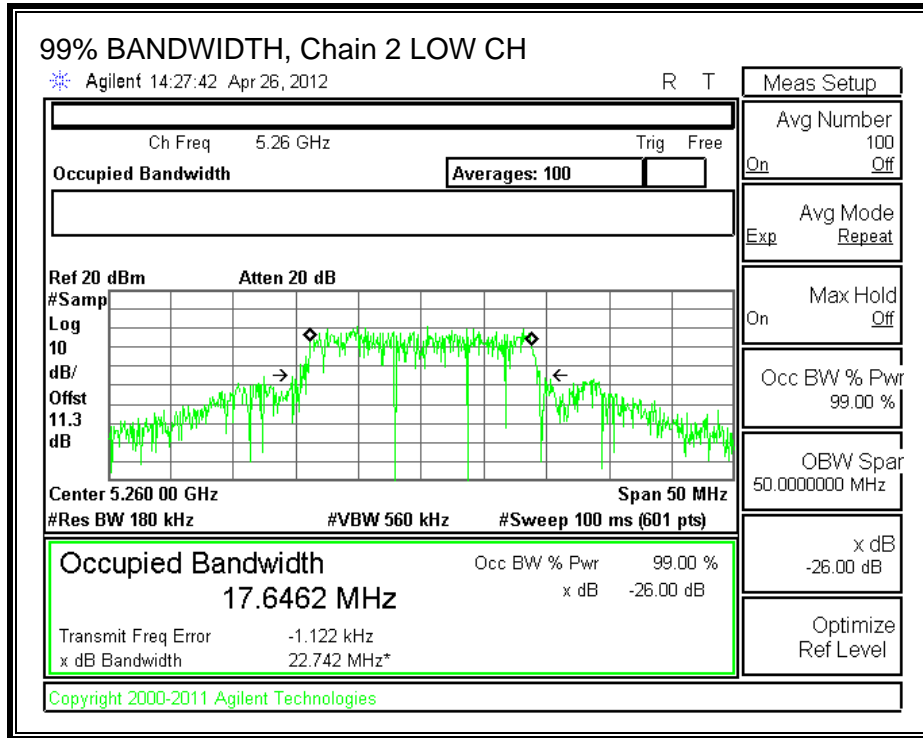 99% BANDWIDTH, Chain 2 LOW CH
Agilent 14:27:42 Apr 26, 2012 R T
Ch Freq 5.26 GHz Trig Free
Occupied Bandwidth Averages: 100
Ref 20 dBm Atten 20 dB
#Samp
Log
10
dB/
Offst
11.3
dB
Center 5.260 00 GHz Span 50 MHz
#Res BW 180 kHz #VBW 560 kHz #Sweep 100 ms (601 pts)
Occupied Bandwidth Occ BW % Pwr 99.00 %
17.6462 MHz x dB -26.00 dB
Transmit Freq Error -1.122 kHz
x dB Bandwidth 22.742 MHz*
Copyright 2000-2011 Agilent Technologies
Meas Setup
Avg Number
100
On Off
Avg Mode
Exp Repeat
Max Hold
On Off
Occ BW % Pwr
99.00 %
OBW Span
50.0000000 MHz
x dB
-26.00 dB
Optimize
Ref Level